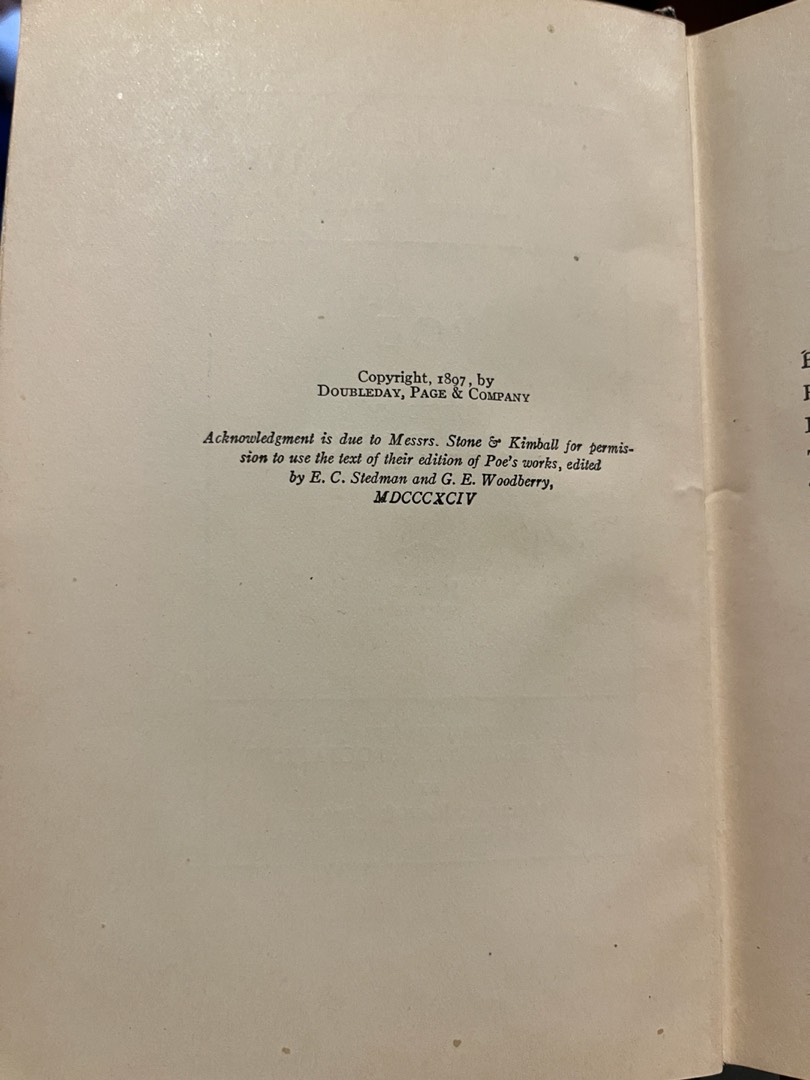 Copyright, 1897, by
DOUBLEDAY, PAGE & COMPANY
Acknowledgment is due to Messrs. Stone & Kimball for permis-
sion to use the text of their edition of Poe's works, edited
by E. C. Stedman and G. E. Woodberry,
MDCCCXCIV